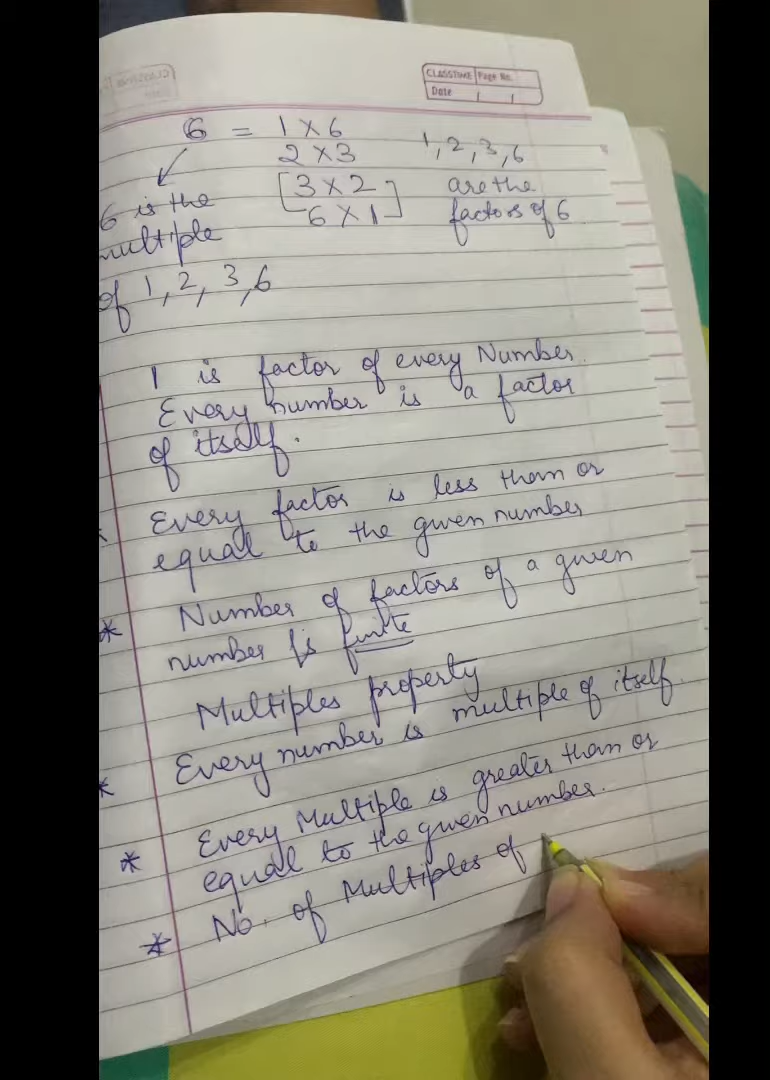 CLASSTIME Page No.
Date
6 = 1 × 6
2 × 3
1, 2, 3, 6
[3 × 2
6 × 1]
are the
factors of 6
6 is the
multiple
of 1, 2, 3, 6
1 is factor of every Number.
Every number is a factor
of itself.
Every factor is less than or
equal to the given number
* Number of factors of a given
number is finite
Multiples property
* Every number is multiple of itself.
* Every Multiple is greater than or
equal to the given number.
* No. of Multiples of